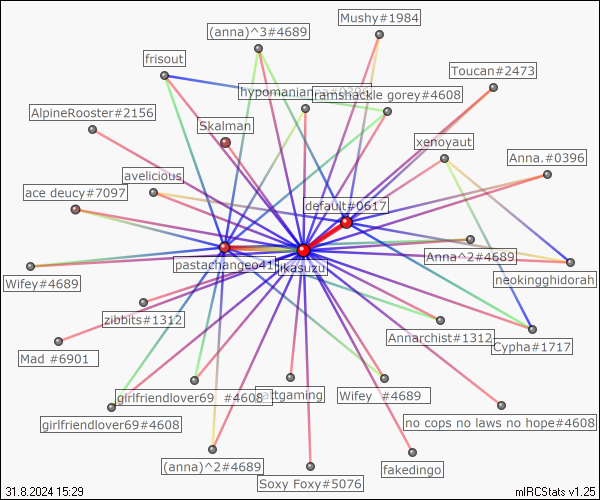 Mushy#1984
(anna)^3#4689
frisout
Toucan#2473
ramshackle gorey#4608
AlpineRooster#2156
Skalman
xenoyaut
Anna.#0396
avelicious
ace deucy#7097
default#0617
Anna^2#4689
pastachangeo41
ikasuzu
Wifey#4689
neokingghidorah
zibbits#1312
Annarchist#1312
Cypha#1717
Mad #6901
girlfriendlover69 #4608
attgaming
Wifey #4689
girlfriendlover69#4608
no cops no laws no hope#4608
(anna)^2#4689
fakedingo
Soxy Foxy#5076
31.8.2024 15:29
mIRCStats v1.25